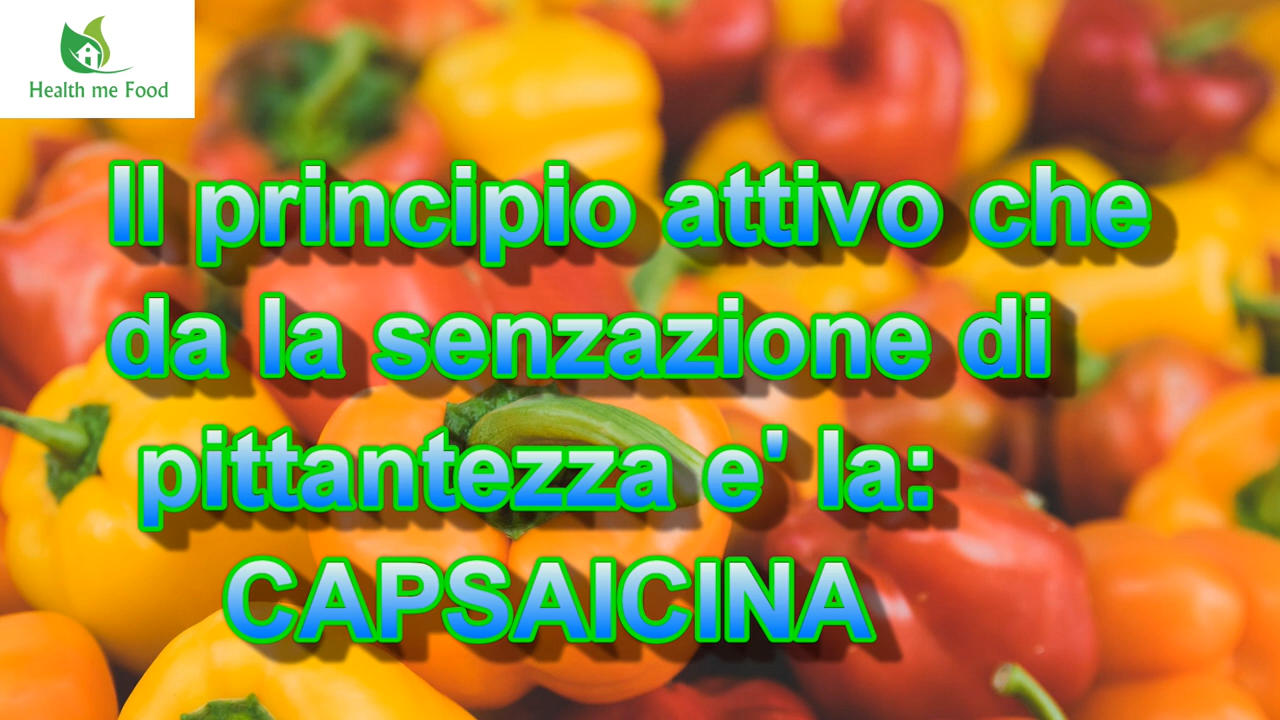 Health me Food
Il principio attivo che
da la senzazione di
pittantezza e' la:
CAPSAICINA